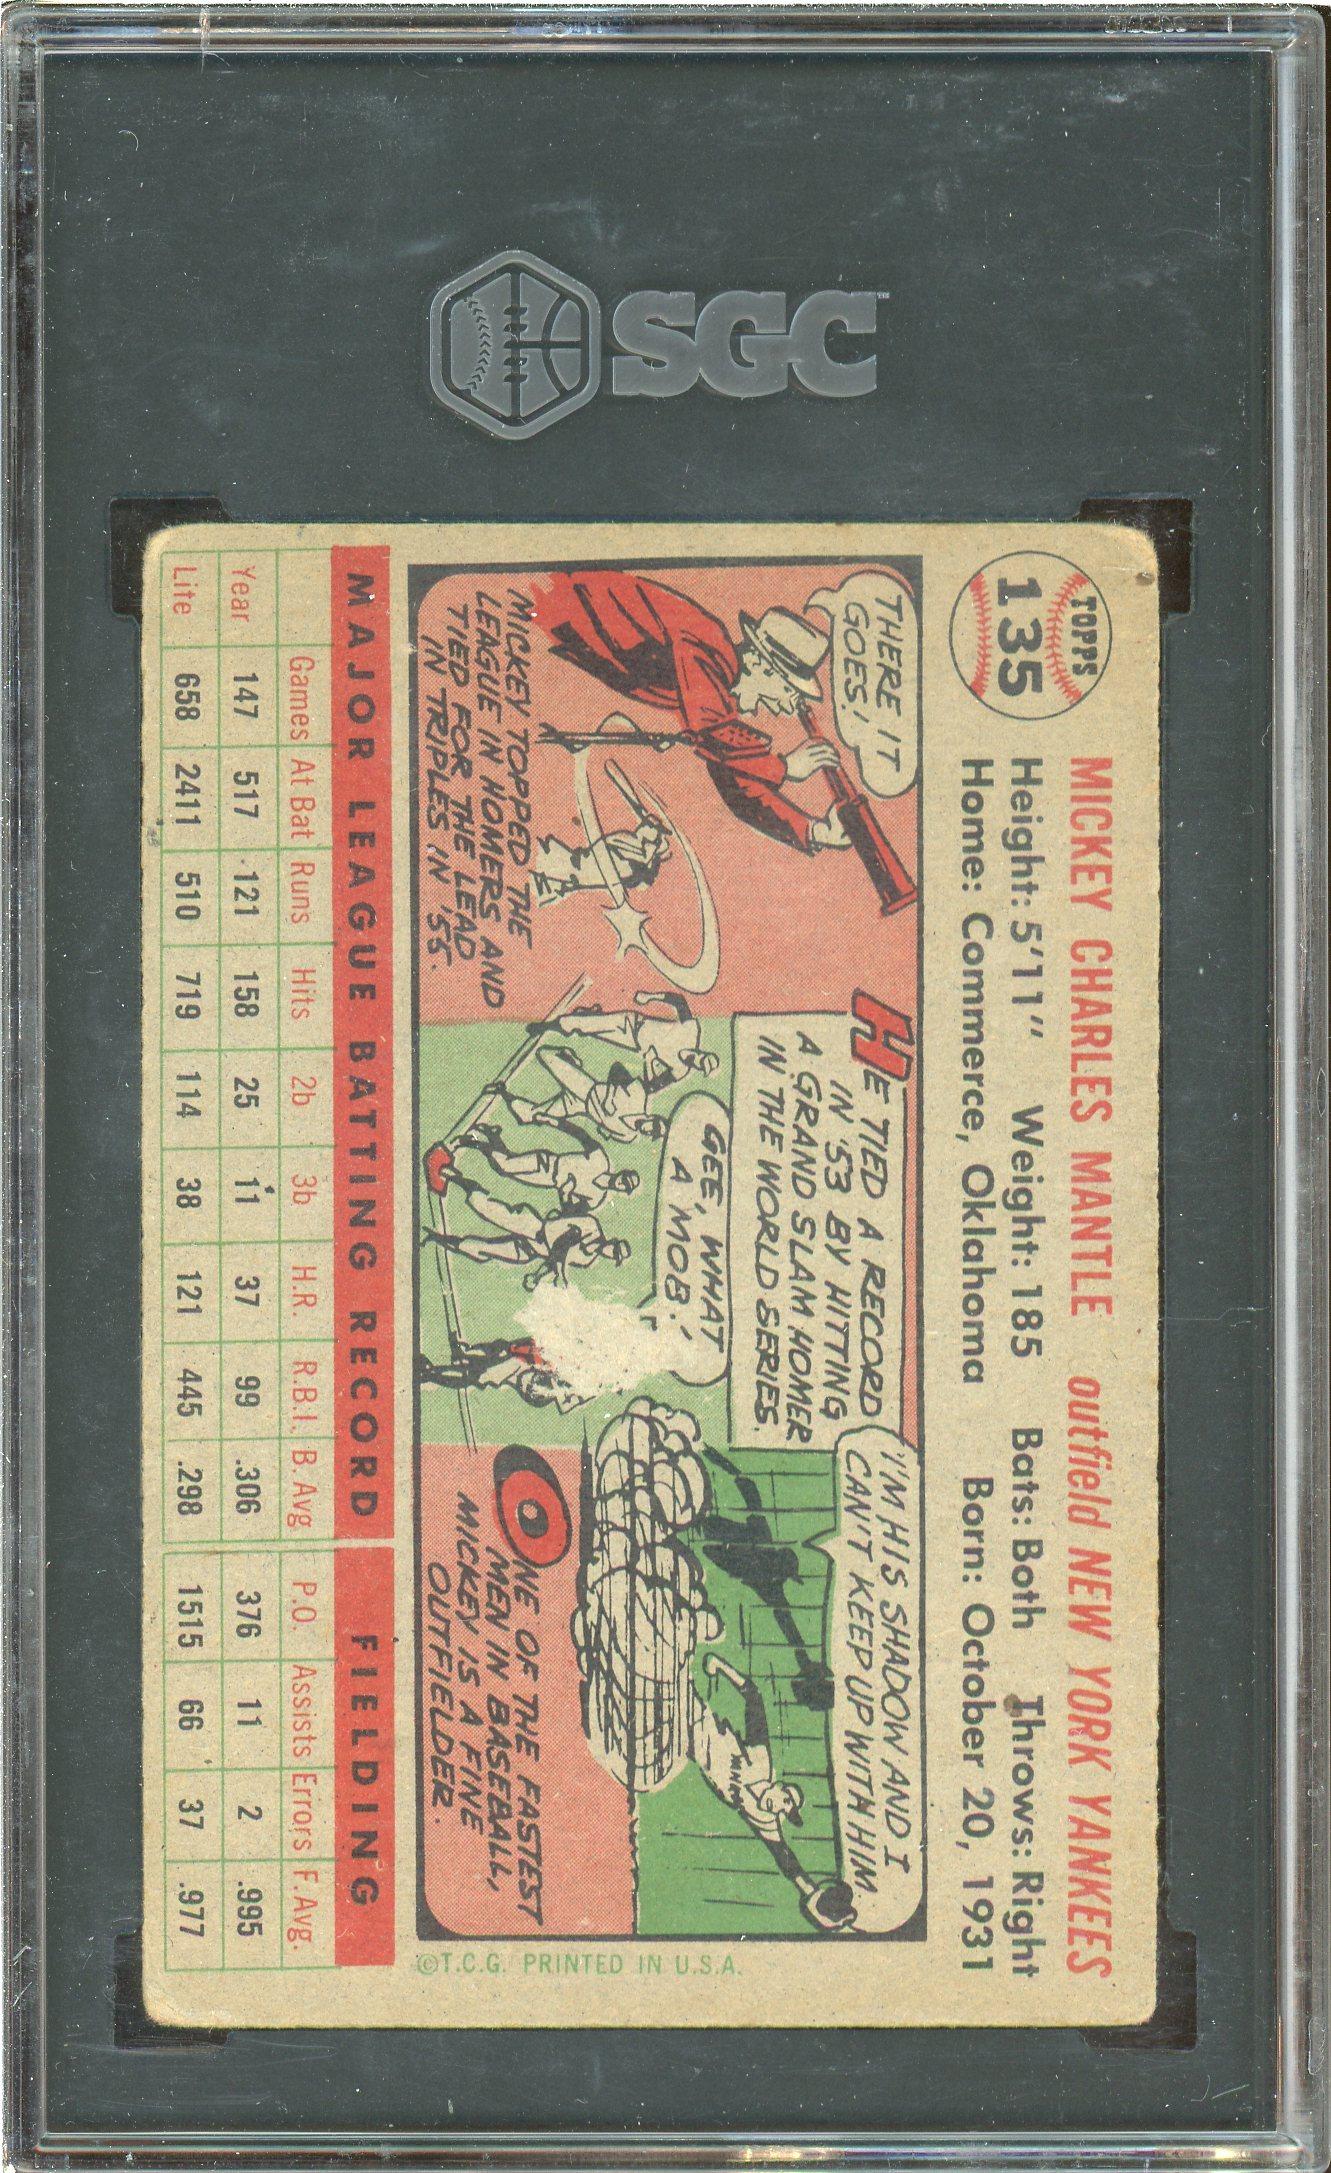 SGC
TOPPS
135
MICKEY CHARLES MANTLE outfield NEW YORK YANKEES
Height: 5'11" Weight: 185 Bats: Both Throws: Right
Home: Commerce, Oklahoma Born: October 20, 1931
THERE IT
GOES!
MICKEY TOPPED THE
LEAGUE IN HOMERS AND
TIED FOR THE LEAD
IN TRIPLES IN '55.
HE TIED A RECORD
IN '53 BY HITTING
A GRAND SLAM HOMER
IN THE WORLD SERIES.
GEE, WHAT
A MOB!
I'M HIS SHADOW AND I
CAN'T KEEP UP WITH HIM.
ONE OF THE FASTEST
MEN IN BASEBALL,
MICKEY IS A FINE
OUTFIELDER.
©T.C.G. PRINTED IN U.S.A.
MAJOR LEAGUE BATTING RECORD FIELDING
Games At Bat Runs Hits 2b 3b H.R. R.B.I. B.Avg P.O. Assists Errors F.Avg.
Year 147 517 121 158 25 11 37 99 .306 376 11 2 .995
Life 658 2411 510 719 114 38 121 445 .298 1515 66 37 .977